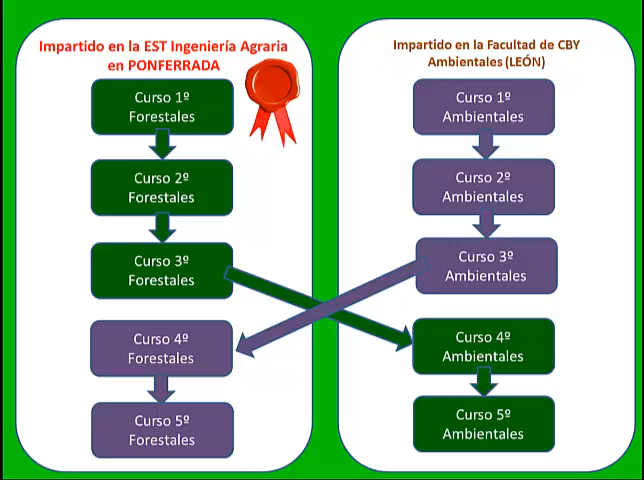 Impartido en la EST Ingeniería Agraria
en PONFERRADA
Curso 1º
Forestales
Curso 2º
Forestales
Curso 3º
Forestales
Curso 4º
Forestales
Curso 5º
Forestales
Impartido en la Facultad de CBY
Ambientales (LEÓN)
Curso 1º
Ambientales
Curso 2º
Ambientales
Curso 3º
Ambientales
Curso 4º
Ambientales
Curso 5º
Ambientales